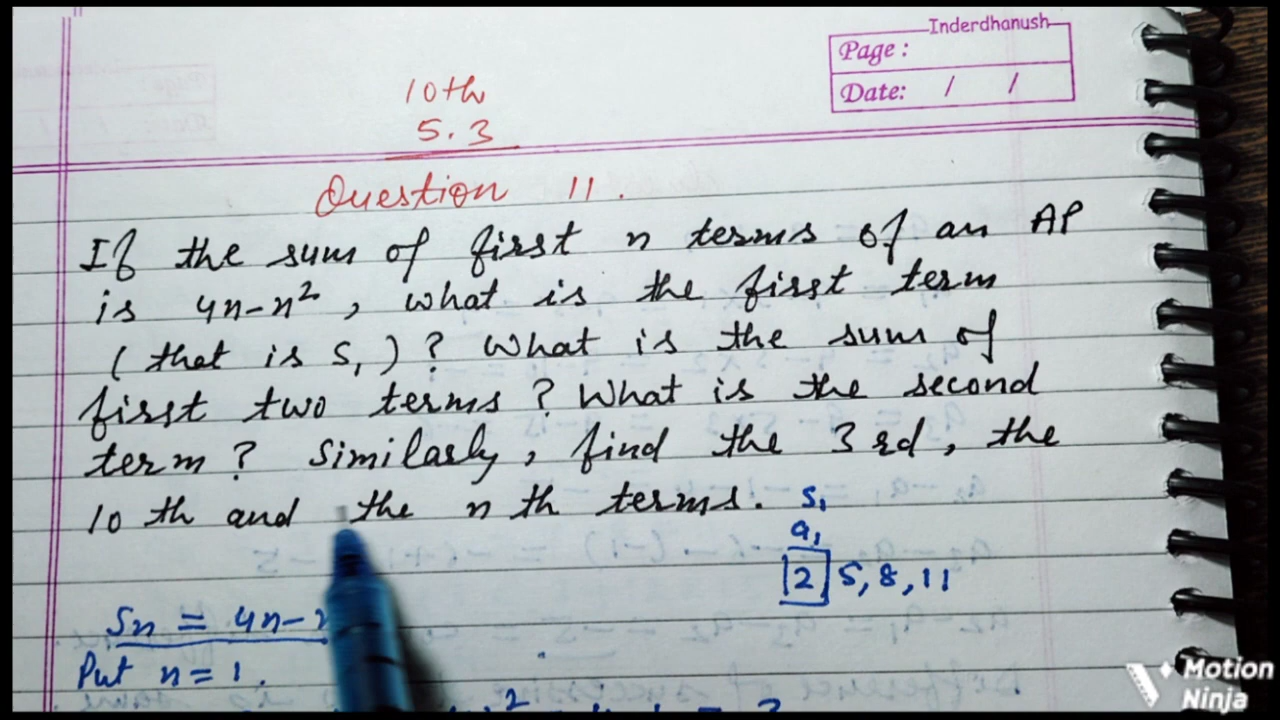 Inderdhanush
Page :
Date: / /
10th
5.3
Question 11.
If the sum of first n terms of an AP
is 4n-n², what is the first term
(that is S₁)? What is the sum of
first two terms? What is the second
term? Similarly, find the 3rd, the
10th and the nth terms.
S₁
a₁
2 5, 8, 11
Sn = 4n-
Put n=1.
Motion
Ninja